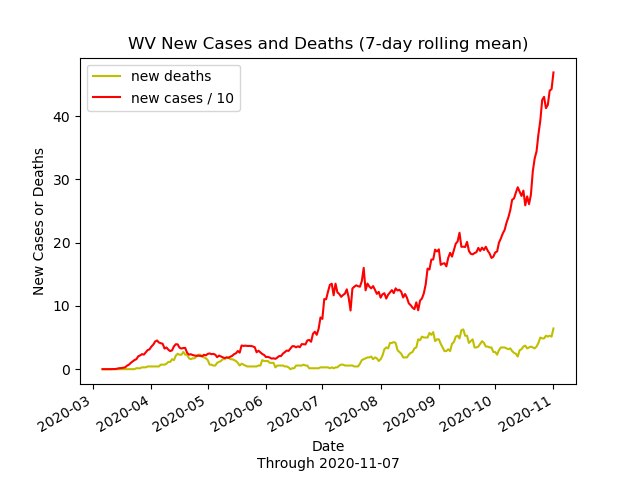 WV New Cases and Deaths (7-day rolling mean)
new deaths
new cases / 10
New Cases or Deaths
40
30
20
10
0
2020-03
2020-04
2020-05
2020-06
2020-07
2020-08
2020-09
2020-10
2020-11
Date
Through 2020-11-07